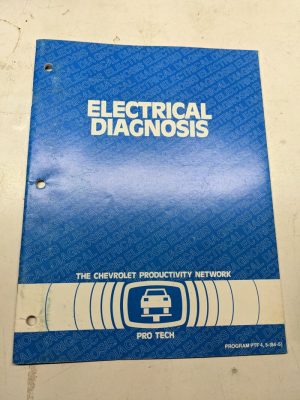 ELECTRICAL
DIAGNOSIS
THE CHEVROLET PRODUCTIVITY NETWORK
PRO TECH